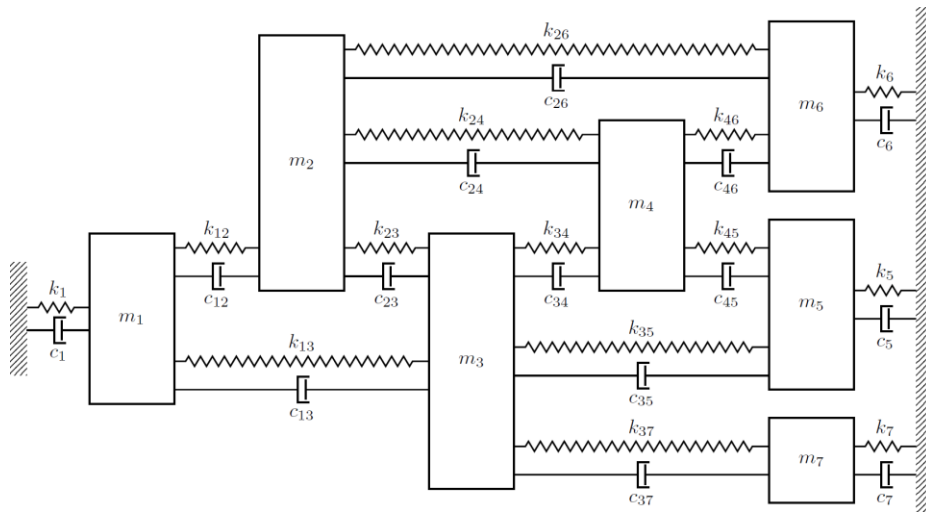 k₂₆
c₂₆
k₆
m₆
c₆
k₂₄
k₄₆
m₂
c₂₄
c₄₆
m₄
k₁₂
k₂₃
k₃₄
k₄₅
c₁₂
c₂₃
c₃₄
c₄₅
k₁
m₁
c₁
k₅
m₅
c₅
k₁₃
m₃
k₃₅
c₁₃
c₃₅
k₃₇
k₇
m₇
c₃₇
c₇